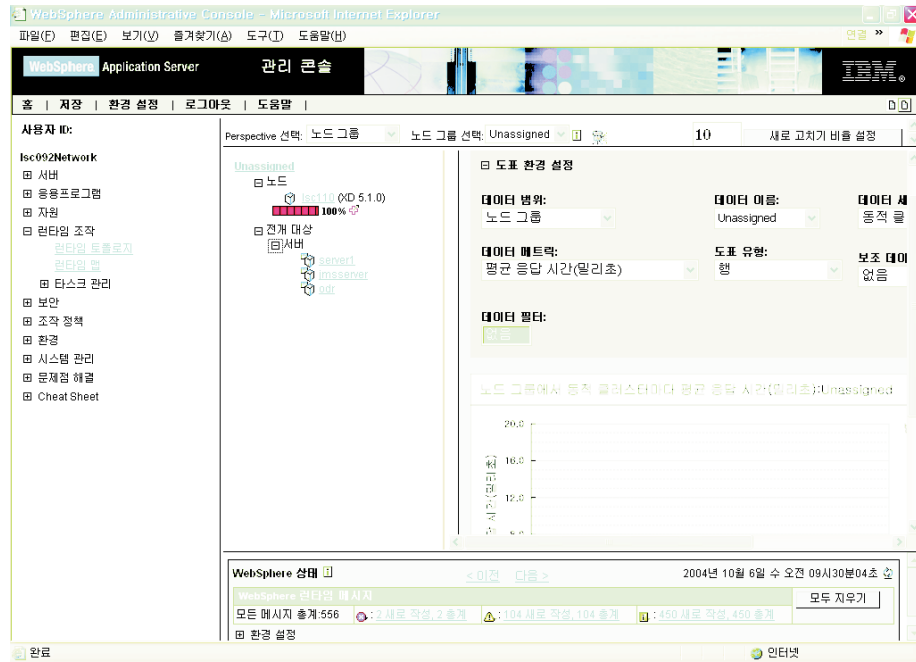 WebSphere Administrative Console - Microsoft Internet Explorer
파일(F) 편집(E) 보기(V) 즐겨찾기(A) 도구(T) 도움말(H) 연결 »
WebSphere Application Server 관리 콘솔 IBM.
홈 | 저장 | 환경 설정 | 로그아웃 | 도움말 |
사용자 ID:
lsc092Network
⊞ 서버
⊞ 응용프로그램
⊞ 자원
⊟ 런타임 조작
런타임 토폴로지
런타임 맵
⊞ 타스크 관리
⊞ 보안
⊞ 조작 정책
⊞ 환경
⊞ 시스템 관리
⊞ 문제점 해결
⊞ Cheat Sheet
Perspective 선택: 노드 그룹 노드 그룹 선택: Unassigned 10 새로 고치기 비율 설정
Unassigned
⊟ 노드
lsc110 (XD 5.1.0)
100%
⊟ 전개 대상
⊟ 서버
server1
imsserver
odr
⊟ 도표 환경 설정
데이터 범위: 데이터 이름: 데이터 세
노드 그룹 Unassigned 동적 클
데이터 메트릭: 도표 유형: 보조 데이
평균 응답 시간(밀리초) 행 없음
데이터 필터:
없음
노드 그룹에서 동적 클러스터마다 평균 응답 시간(밀리초):Unassigned
20.0
16.0
12.0
8.0
시간(밀리초)
WebSphere 상태 < 이전 다음 > 2004년 10월 6일 수 오전 09시30분04초
WebSphere 런타임 메시지 모두 지우기
모든 메시지 총계:556 : 2 새로 작성, 2 총계 : 104 새로 작성, 104 총계 : 450 새로 작성, 450 총계
⊞ 환경 설정
완료 인터넷